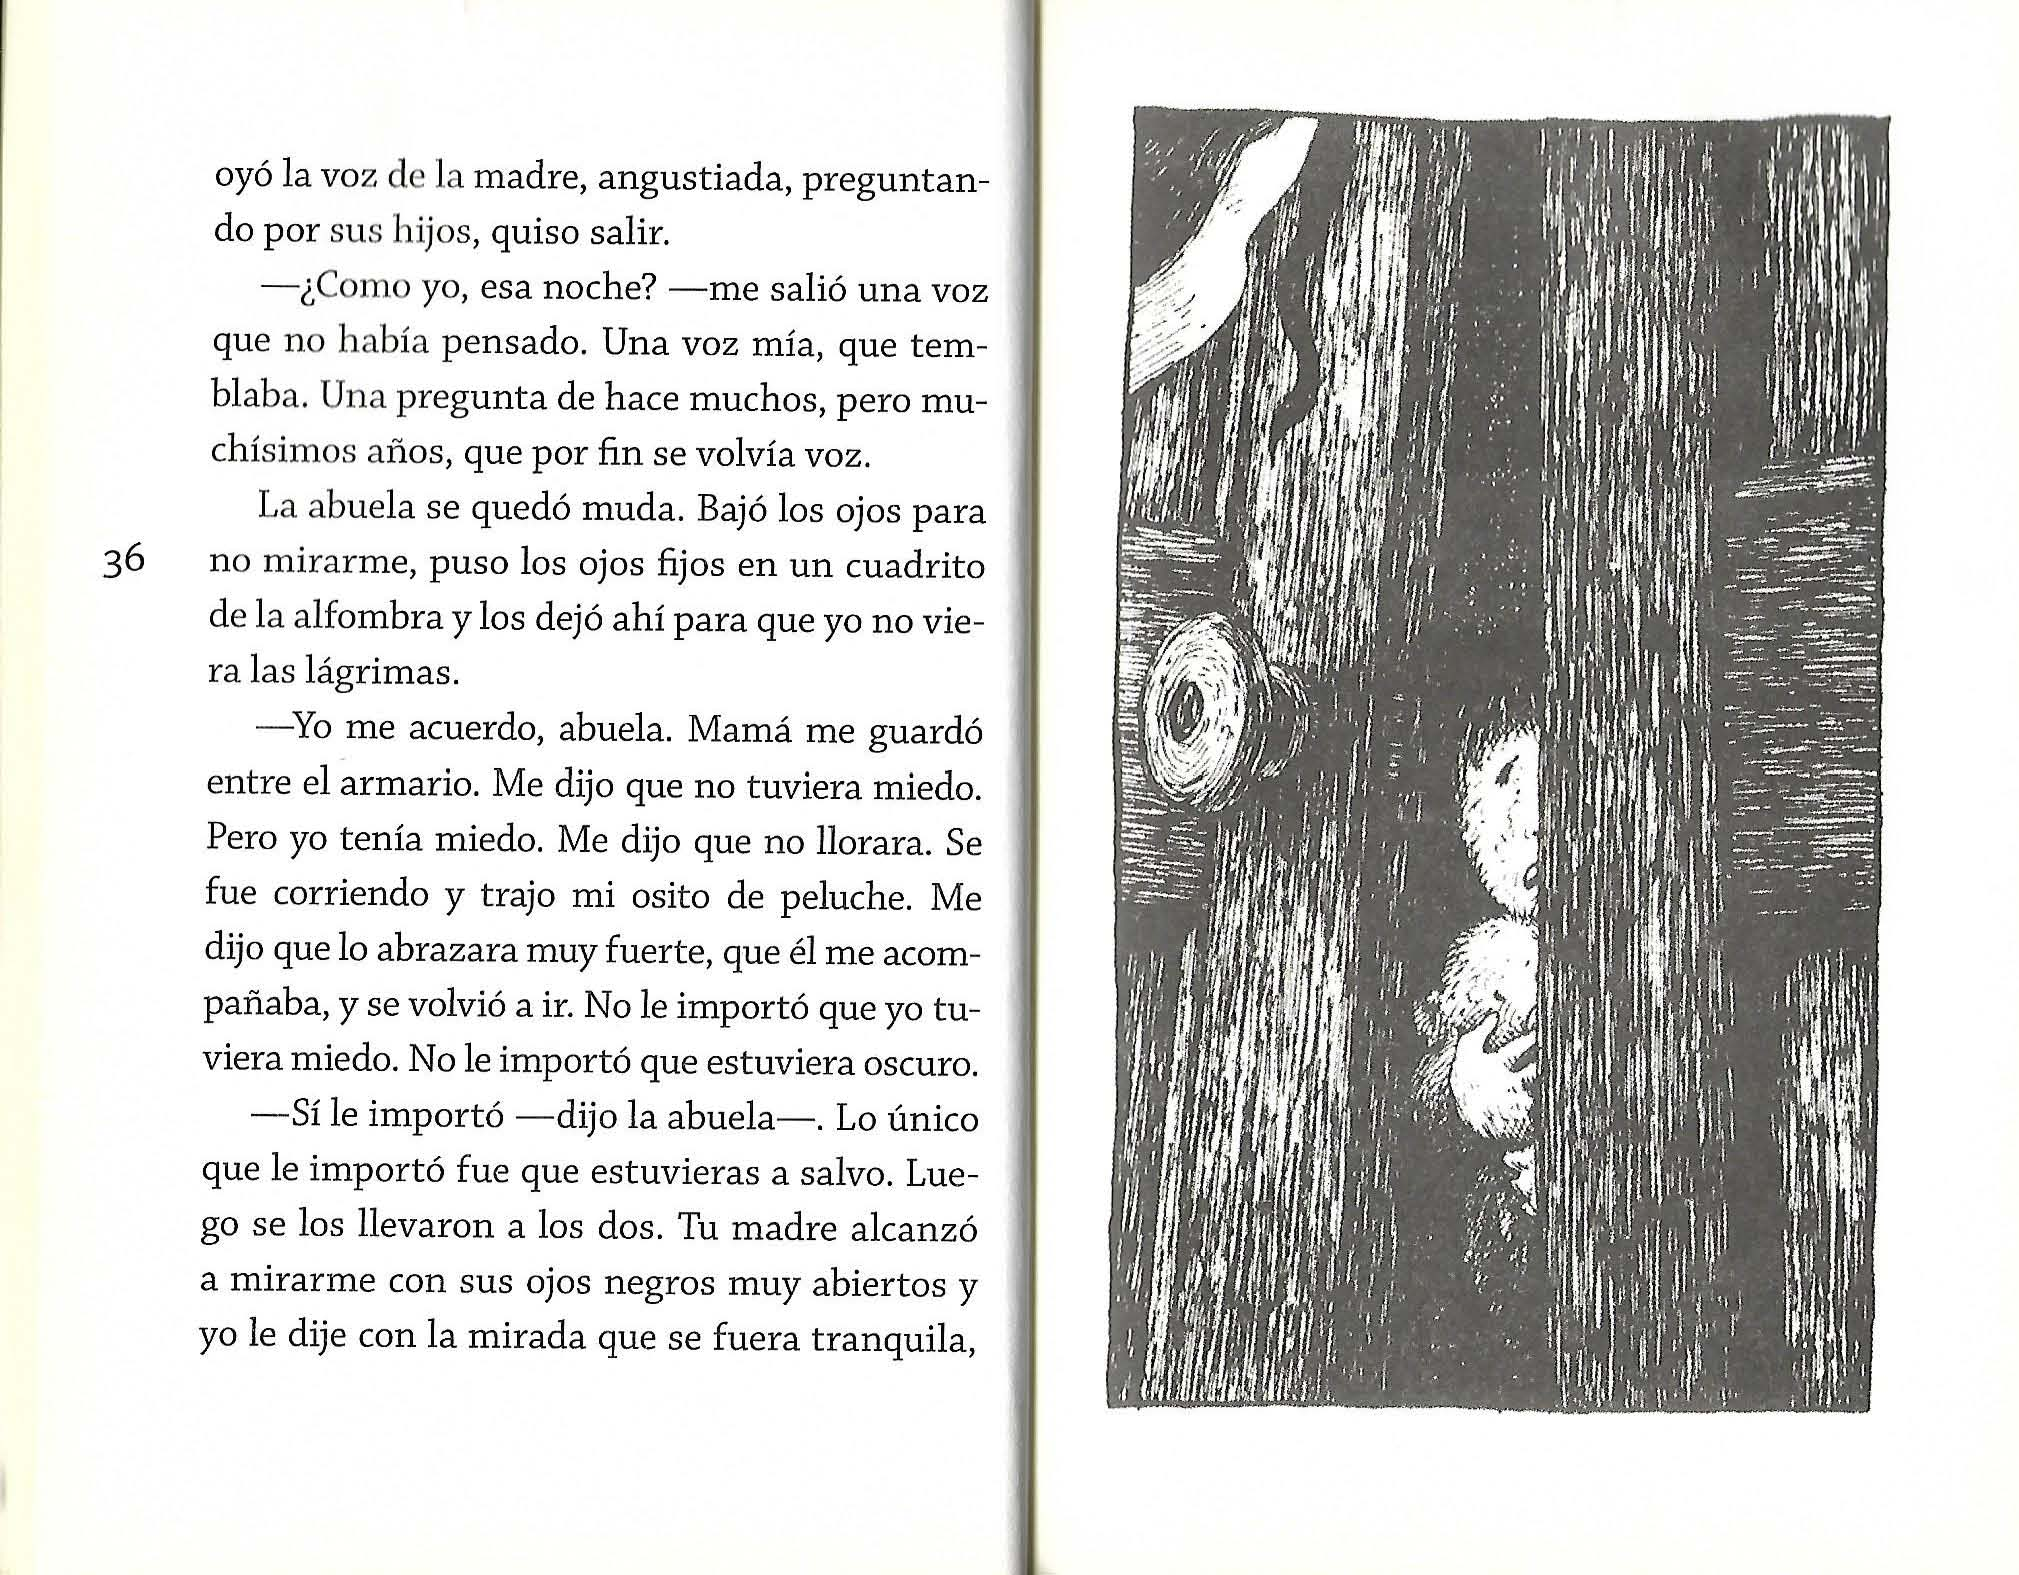 oyó la voz de la madre, angustiada, preguntan-
do por sus hijos, quiso salir.
—¿Como yo, esa noche? —me salió una voz
que no había pensado. Una voz mía, que tem-
blaba. Una pregunta de hace muchos, pero mu-
chísimos años, que por fin se volvía voz.
La abuela se quedó muda. Bajó los ojos para
no mirarme, puso los ojos fijos en un cuadrito
de la alfombra y los dejó ahí para que yo no vie-
ra las lágrimas.
—Yo me acuerdo, abuela. Mamá me guardó
entre el armario. Me dijo que no tuviera miedo.
Pero yo tenía miedo. Me dijo que no llorara. Se
fue corriendo y trajo mi osito de peluche. Me
dijo que lo abrazara muy fuerte, que él me acom-
pañaba, y se volvió a ir. No le importó que yo tu-
viera miedo. No le importó que estuviera oscuro.
—Sí le importó —dijo la abuela—. Lo único
que le importó fue que estuvieras a salvo. Lue-
go se los llevaron a los dos. Tu madre alcanzó
a mirarme con sus ojos negros muy abiertos y
yo le dije con la mirada que se fuera tranquila,
36